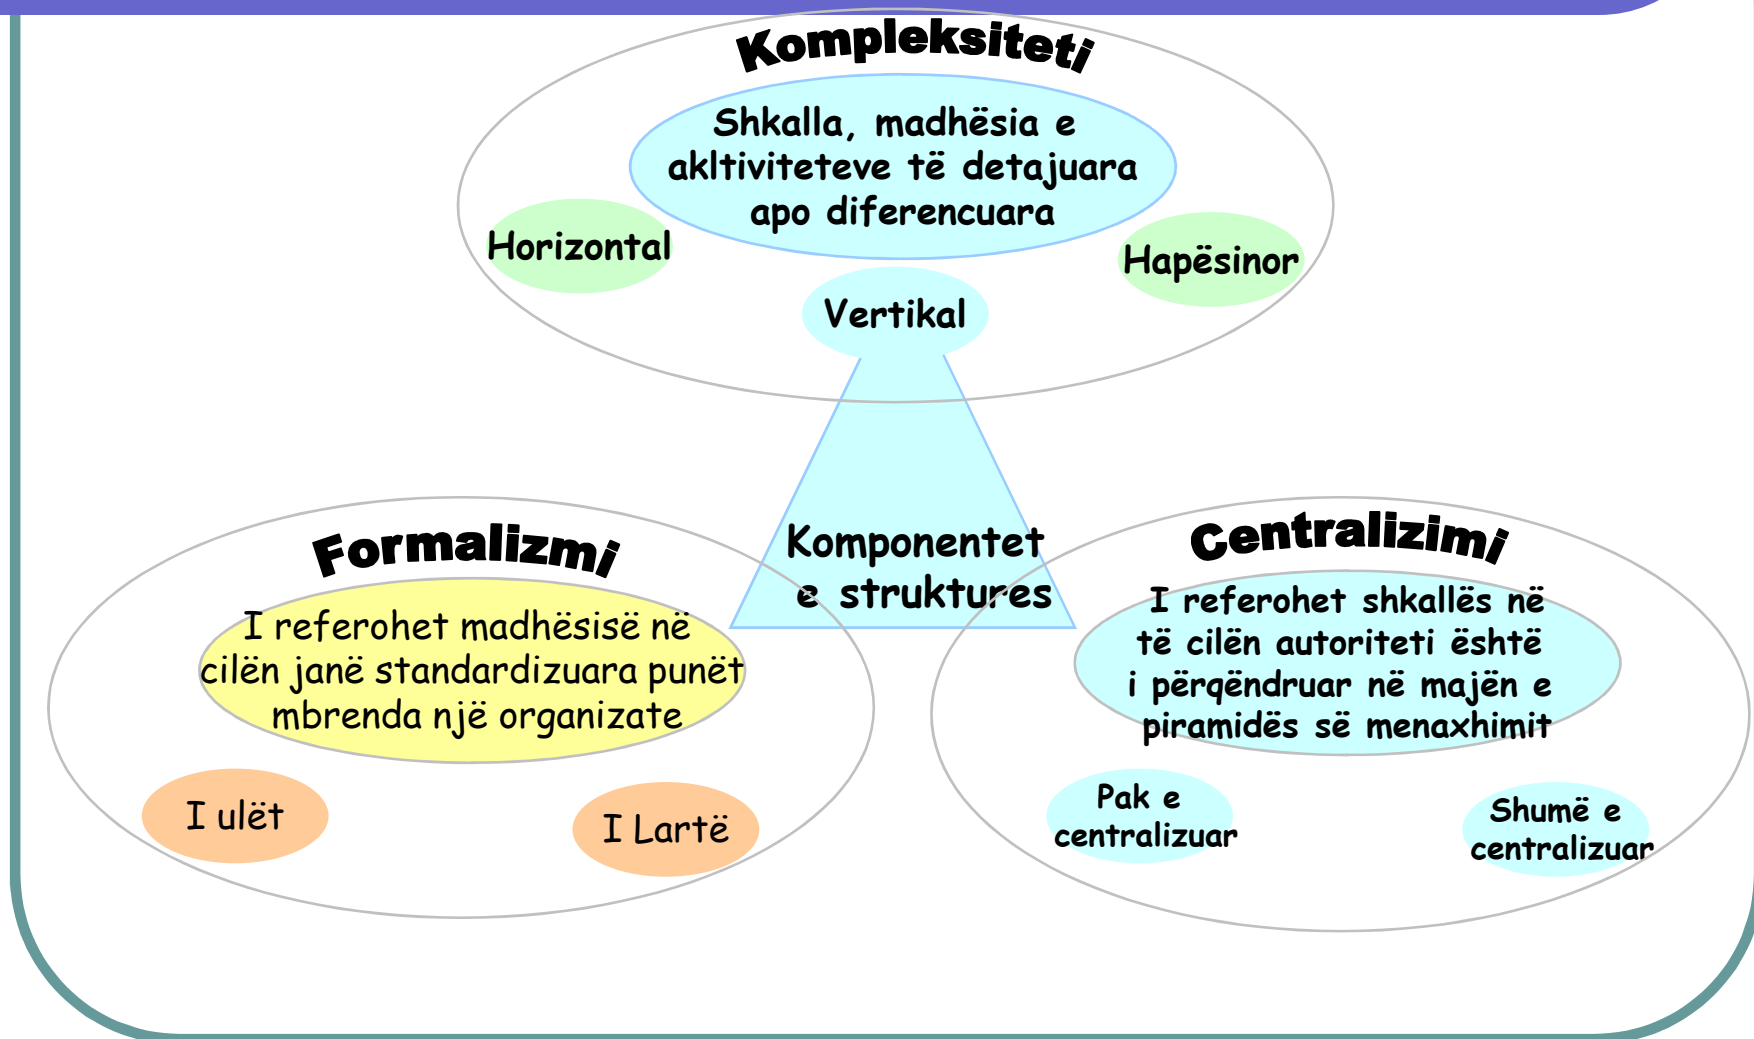 Kompleksiteti
Shkalla, madhësia e
akltiviteteve të detajuara
apo diferencuara
Horizontal
Hapësinor
Vertikal
Komponentet
e struktures
Formalizmi
I referohet madhësisë në
cilën janë standardizuara punët
mbrenda një organizate
I ulët
I Lartë
Centralizimi
I referohet shkallës në
të cilën autoriteti është
i përqëndruar në majën e
piramidës së menaxhimit
Pak e
centralizuar
Shumë e
centralizuar